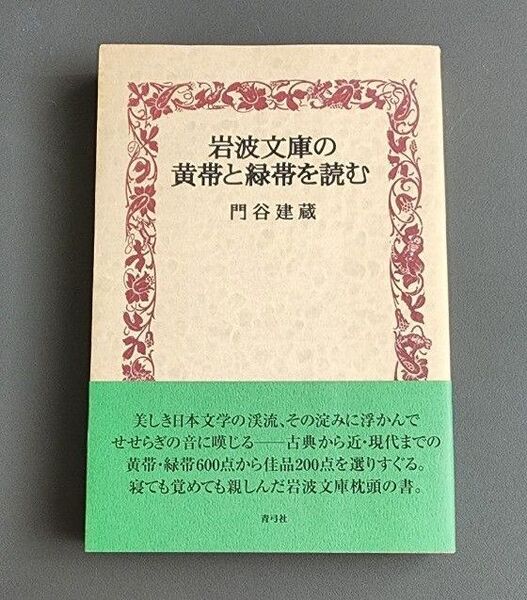 岩波文庫の
黄帯と緑帯を読む
門谷建蔵
美しき日本文学の渓流、その淀みに浮かんで
せせらぎの音に嘆じる──古典から近・現代までの
黄帯・緑帯600点から佳品200点を選りすぐる。
寝ても覚めても親しんだ岩波文庫枕頭の書。
青弓社